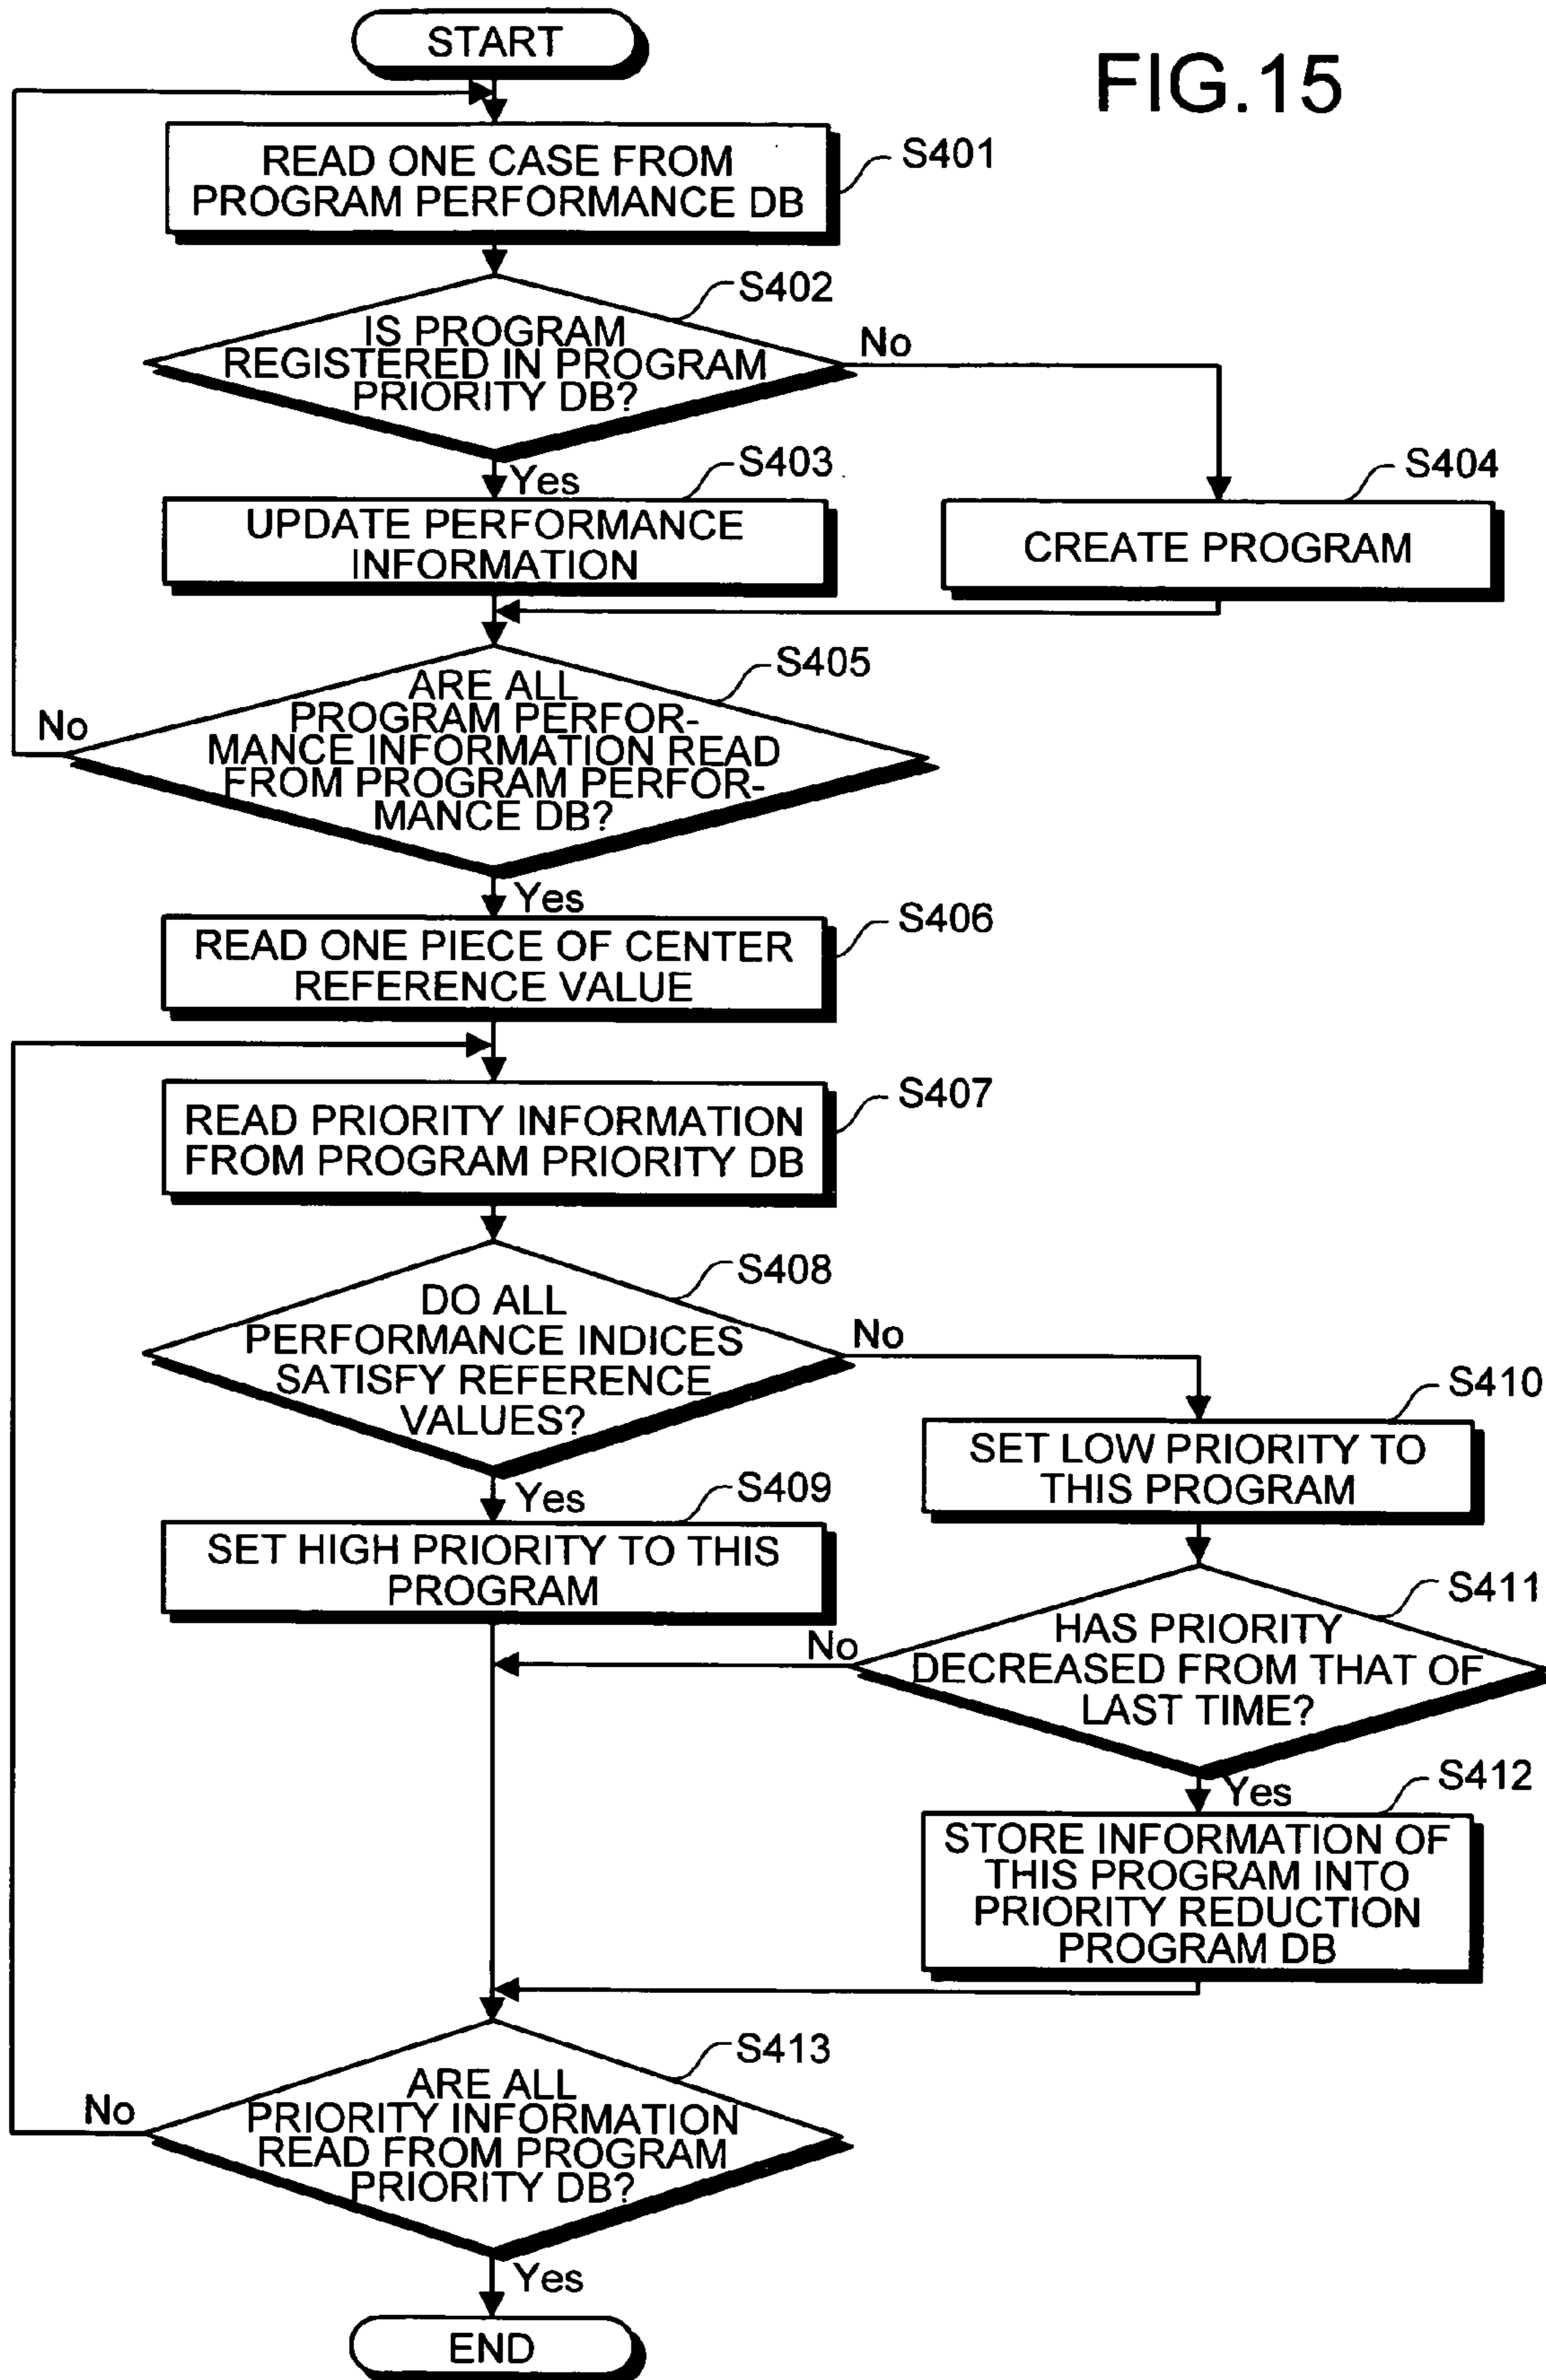 START
FIG.15
READ ONE CASE FROM
PROGRAM PERFORMANCE DB
S401
S402
IS PROGRAM
REGISTERED IN PROGRAM
PRIORITY DB?
No
Yes
S403
UPDATE PERFORMANCE
INFORMATION
S404
CREATE PROGRAM
S405
ARE ALL
PROGRAM PERFOR-
MANCE INFORMATION READ
FROM PROGRAM PERFOR-
MANCE DB?
No
Yes
S406
READ ONE PIECE OF CENTER
REFERENCE VALUE
S407
READ PRIORITY INFORMATION
FROM PROGRAM PRIORITY DB
S408
DO ALL
PERFORMANCE INDICES
SATISFY REFERENCE
VALUES?
No
Yes
S409
SET HIGH PRIORITY TO THIS
PROGRAM
S410
SET LOW PRIORITY TO
THIS PROGRAM
S411
HAS PRIORITY
DECREASED FROM THAT OF
LAST TIME?
No
Yes
S412
STORE INFORMATION OF
THIS PROGRAM INTO
PRIORITY REDUCTION
PROGRAM DB
S413
ARE ALL
PRIORITY INFORMATION
READ FROM PROGRAM
PRIORITY DB?
No
Yes
END